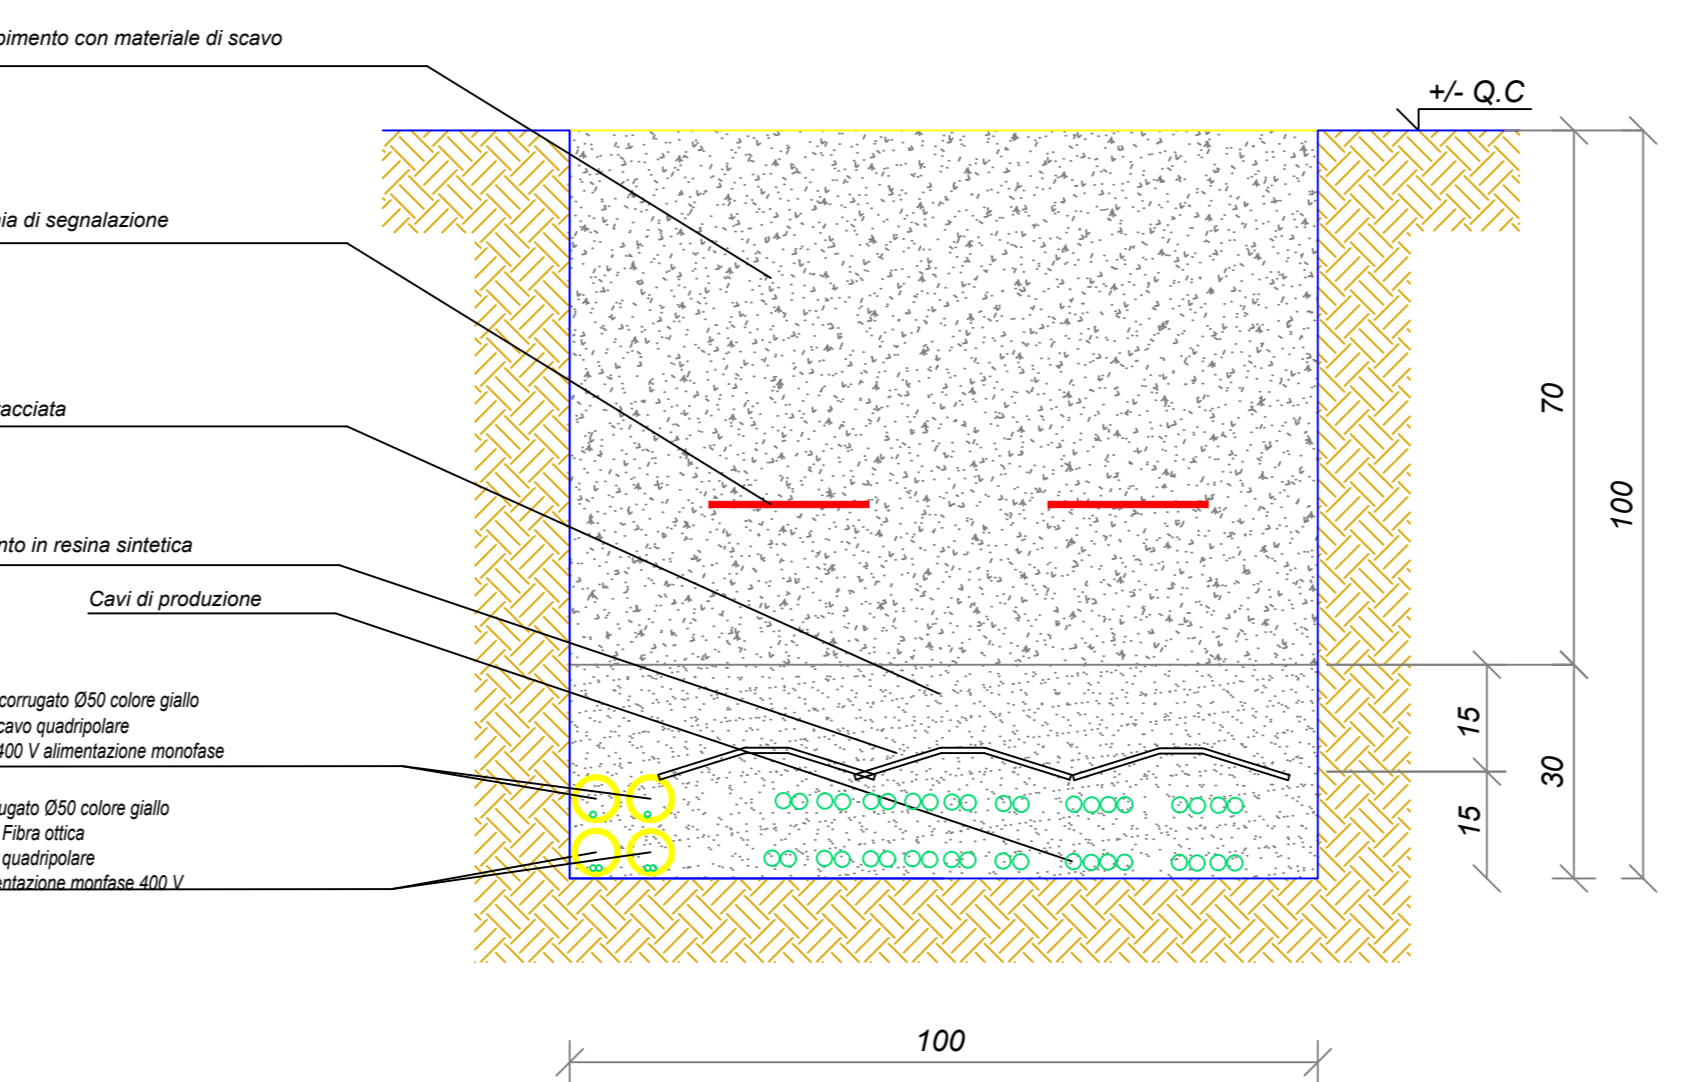 pimento con materiale di scavo
+/- Q.C
ia di segnalazione
70
acciata
100
nto in resina sintetica
Cavi di produzione
corrugato Ø50 colore giallo
cavo quadripolare
400 V alimentazione monofase
15
30
ugato Ø50 colore giallo
Fibra ottica
quadripolare
entazione monfase 400 V
15
100